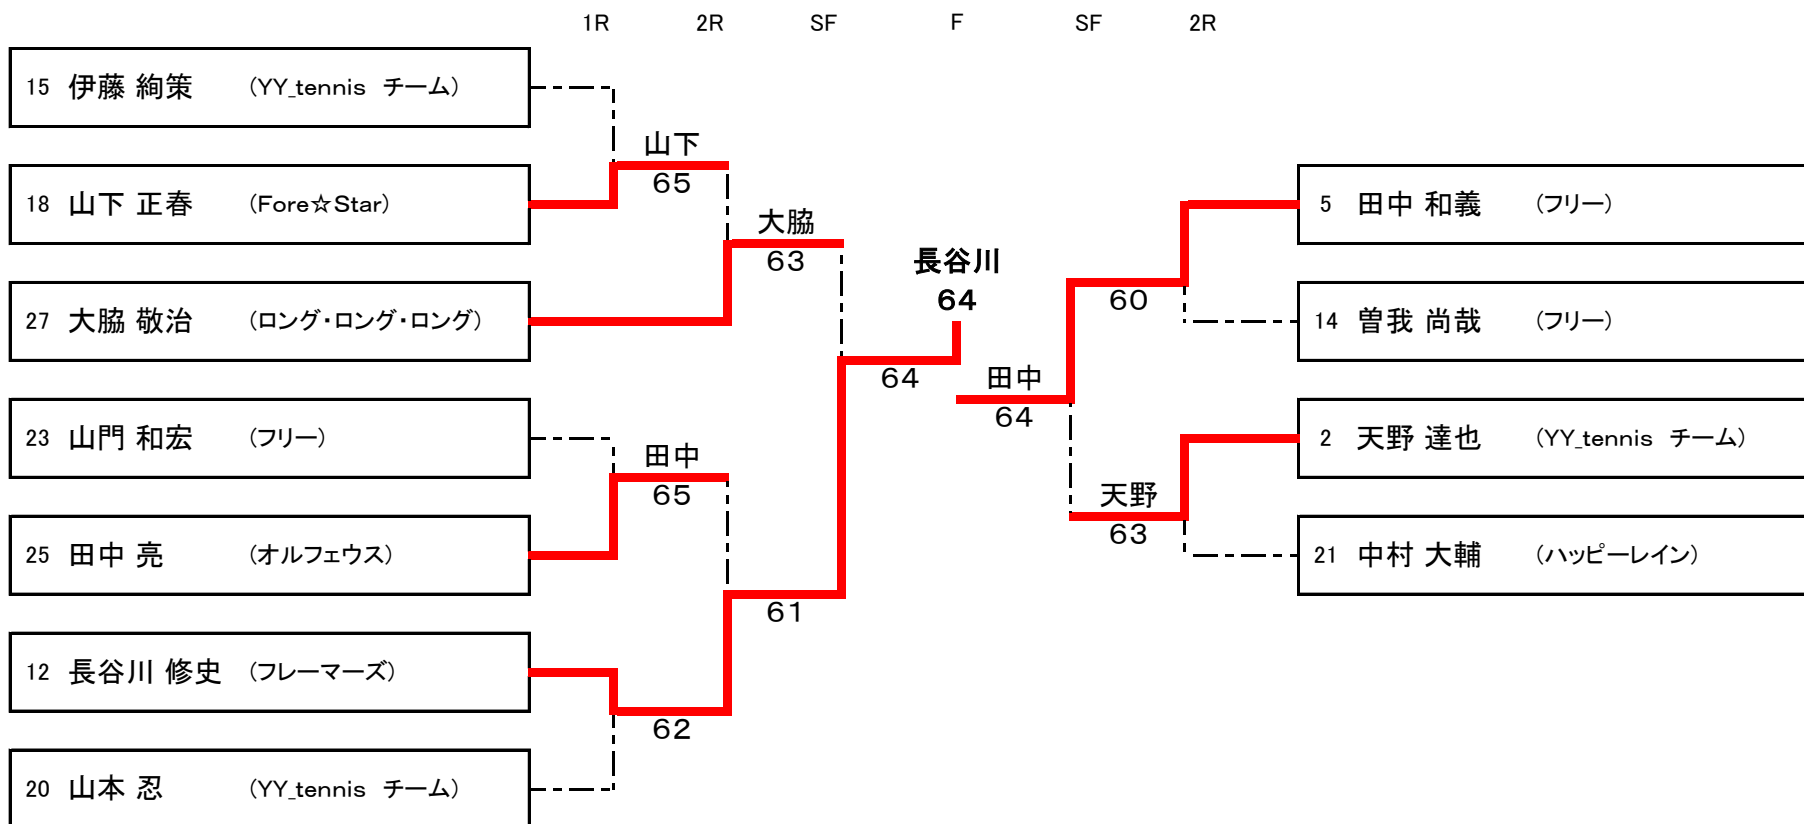 1R 2R SF F SF 2R
15 伊藤 絢策 (YY_tennis チーム)
山下
65
18 山下 正春 (Fore☆Star)
大脇
63
27 大脇 敬治 (ロング・ロング・ロング)
23 山門 和宏 (フリー)
田中
65
25 田中 亮 (オルフェウス)
61
12 長谷川 修史 (フレーマーズ)
62
20 山本 忍 (YY_tennis チーム)
64
長谷川
64
田中
64
60
天野
63
5 田中 和義 (フリー)
14 曽我 尚哉 (フリー)
2 天野 達也 (YY_tennis チーム)
21 中村 大輔 (ハッピーレイン)